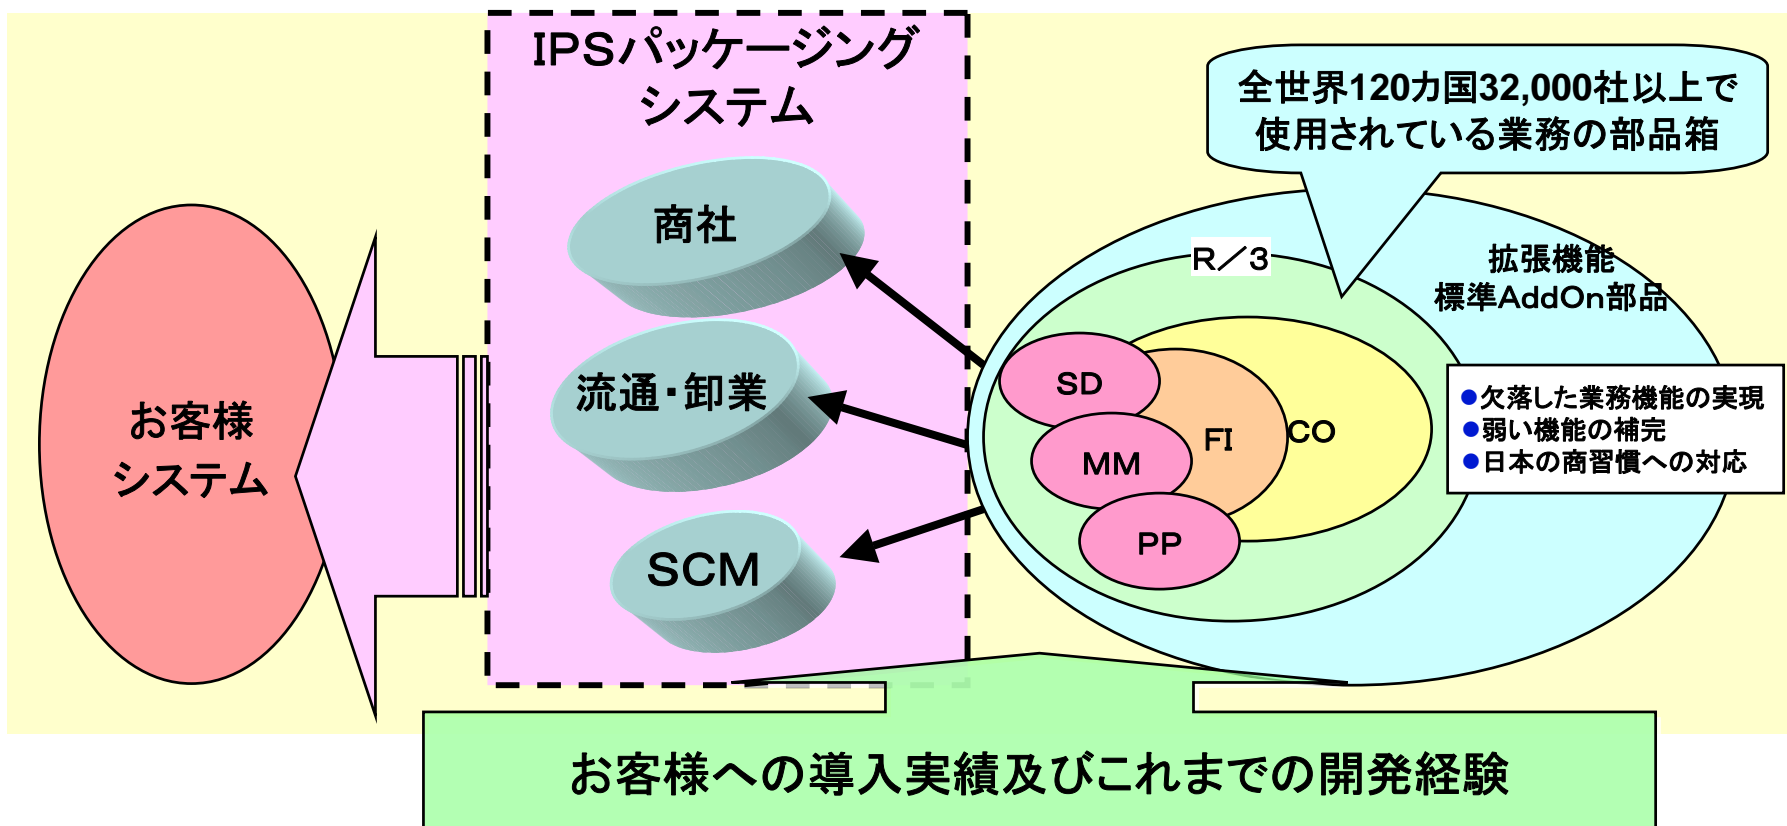 IPSパッケージング
システム
商社
流通・卸業
SCM
お客様
システム
全世界120カ国32,000社以上で
使用されている業務の部品箱
R／3
拡張機能
標準AddOn部品
SD
MM
PP
FI
CO
●欠落した業務機能の実現
●弱い機能の補完
●日本の商習慣への対応
お客様への導入実績及びこれまでの開発経験